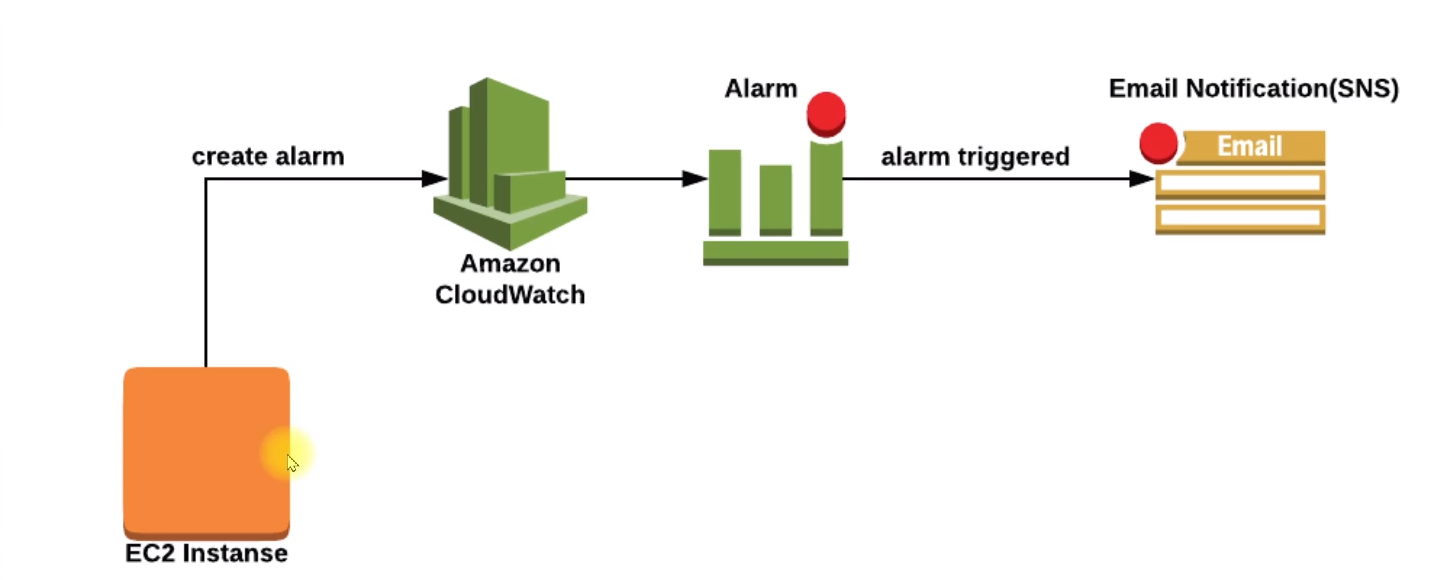 Alarm
Email Notification(SNS)
Email
create alarm
alarm triggered
Amazon
CloudWatch
EC2 Instanse